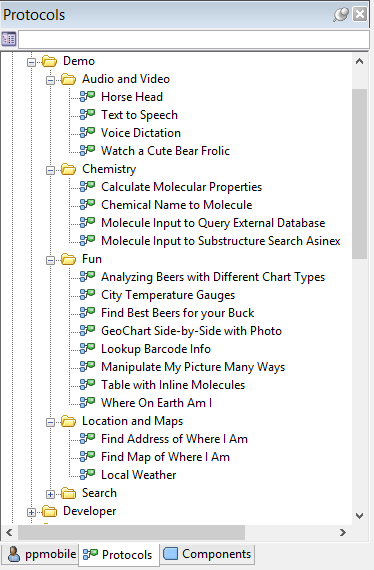 Protocols
Demo
Audio and Video
Horse Head
Text to Speech
Voice Dictation
Watch a Cute Bear Frolic
Chemistry
Calculate Molecular Properties
Chemical Name to Molecule
Molecule Input to Query External Database
Molecule Input to Substructure Search Asinex
Fun
Analyzing Beers with Different Chart Types
City Temperature Gauges
Find Best Beers for your Buck
GeoChart Side-by-Side with Photo
Lookup Barcode Info
Manipulate My Picture Many Ways
Table with Inline Molecules
Where On Earth Am I
Location and Maps
Find Address of Where I Am
Find Map of Where I Am
Local Weather
Search
Developer
ppmobile Protocols Components